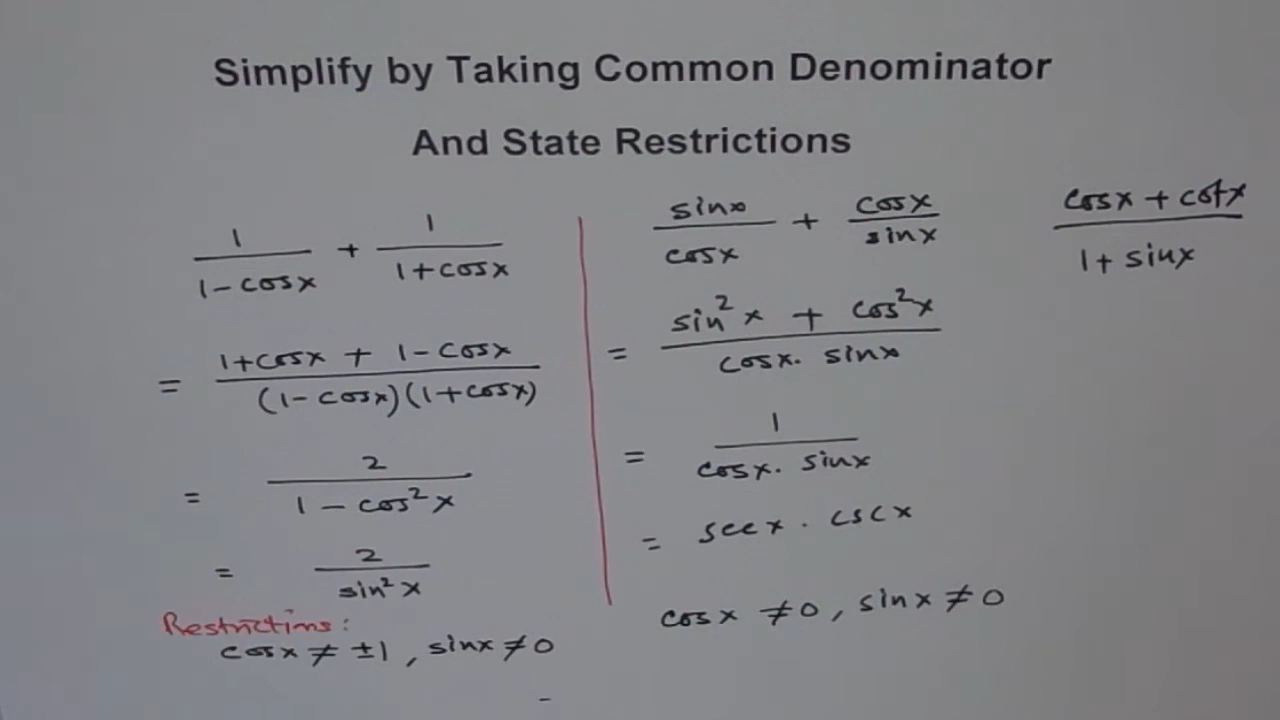 Simplify by Taking Common Denominator
And State Restrictions
1/(1-cosx) + 1/(1+cosx)
= (1+cosx + 1-cosx)/((1-cosx)(1+cosx))
= 2/(1-cos²x)
= 2/sin²x
Restrictions:
cosx ≠ ±1, sinx ≠ 0
sinx/cosx + cosx/sinx
= (sin²x + cos²x)/(cosx. sinx)
= 1/(cosx. sinx)
= secx . cscx
cosx ≠ 0, sinx ≠ 0
(cosx + cotx)/(1+ sinx)